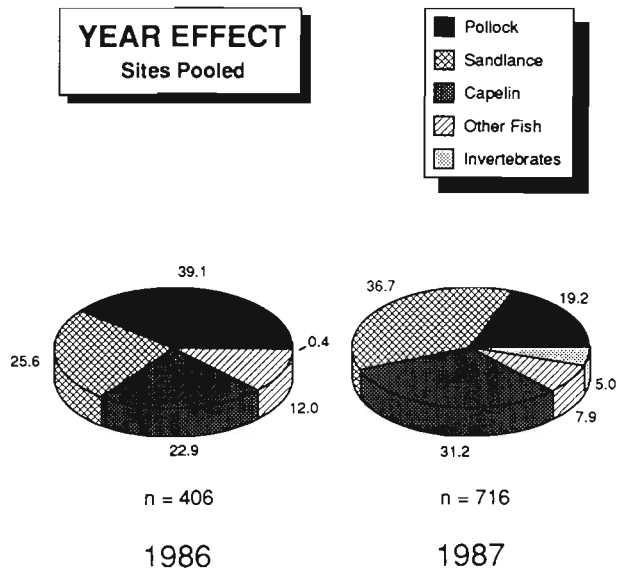 YEAR EFFECT
Sites Pooled
Pollock
Sandlance
Capelin
Other Fish
Invertebrates
39.1
0.4
12.0
22.9
25.6
n = 406
1986
36.7
19.2
5.0
7.9
31.2
n = 716
1987